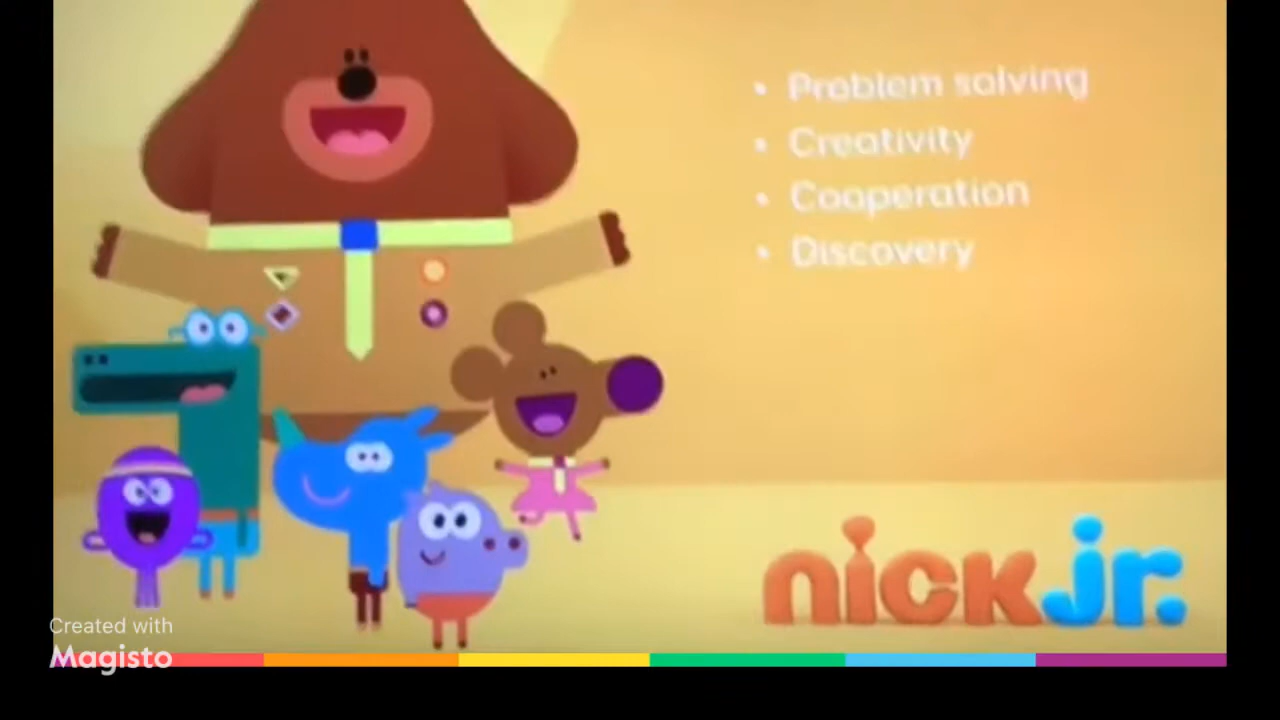 • Problem solving
• Creativity
• Cooperation
• Discovery
nick jr.
Created with
Magisto